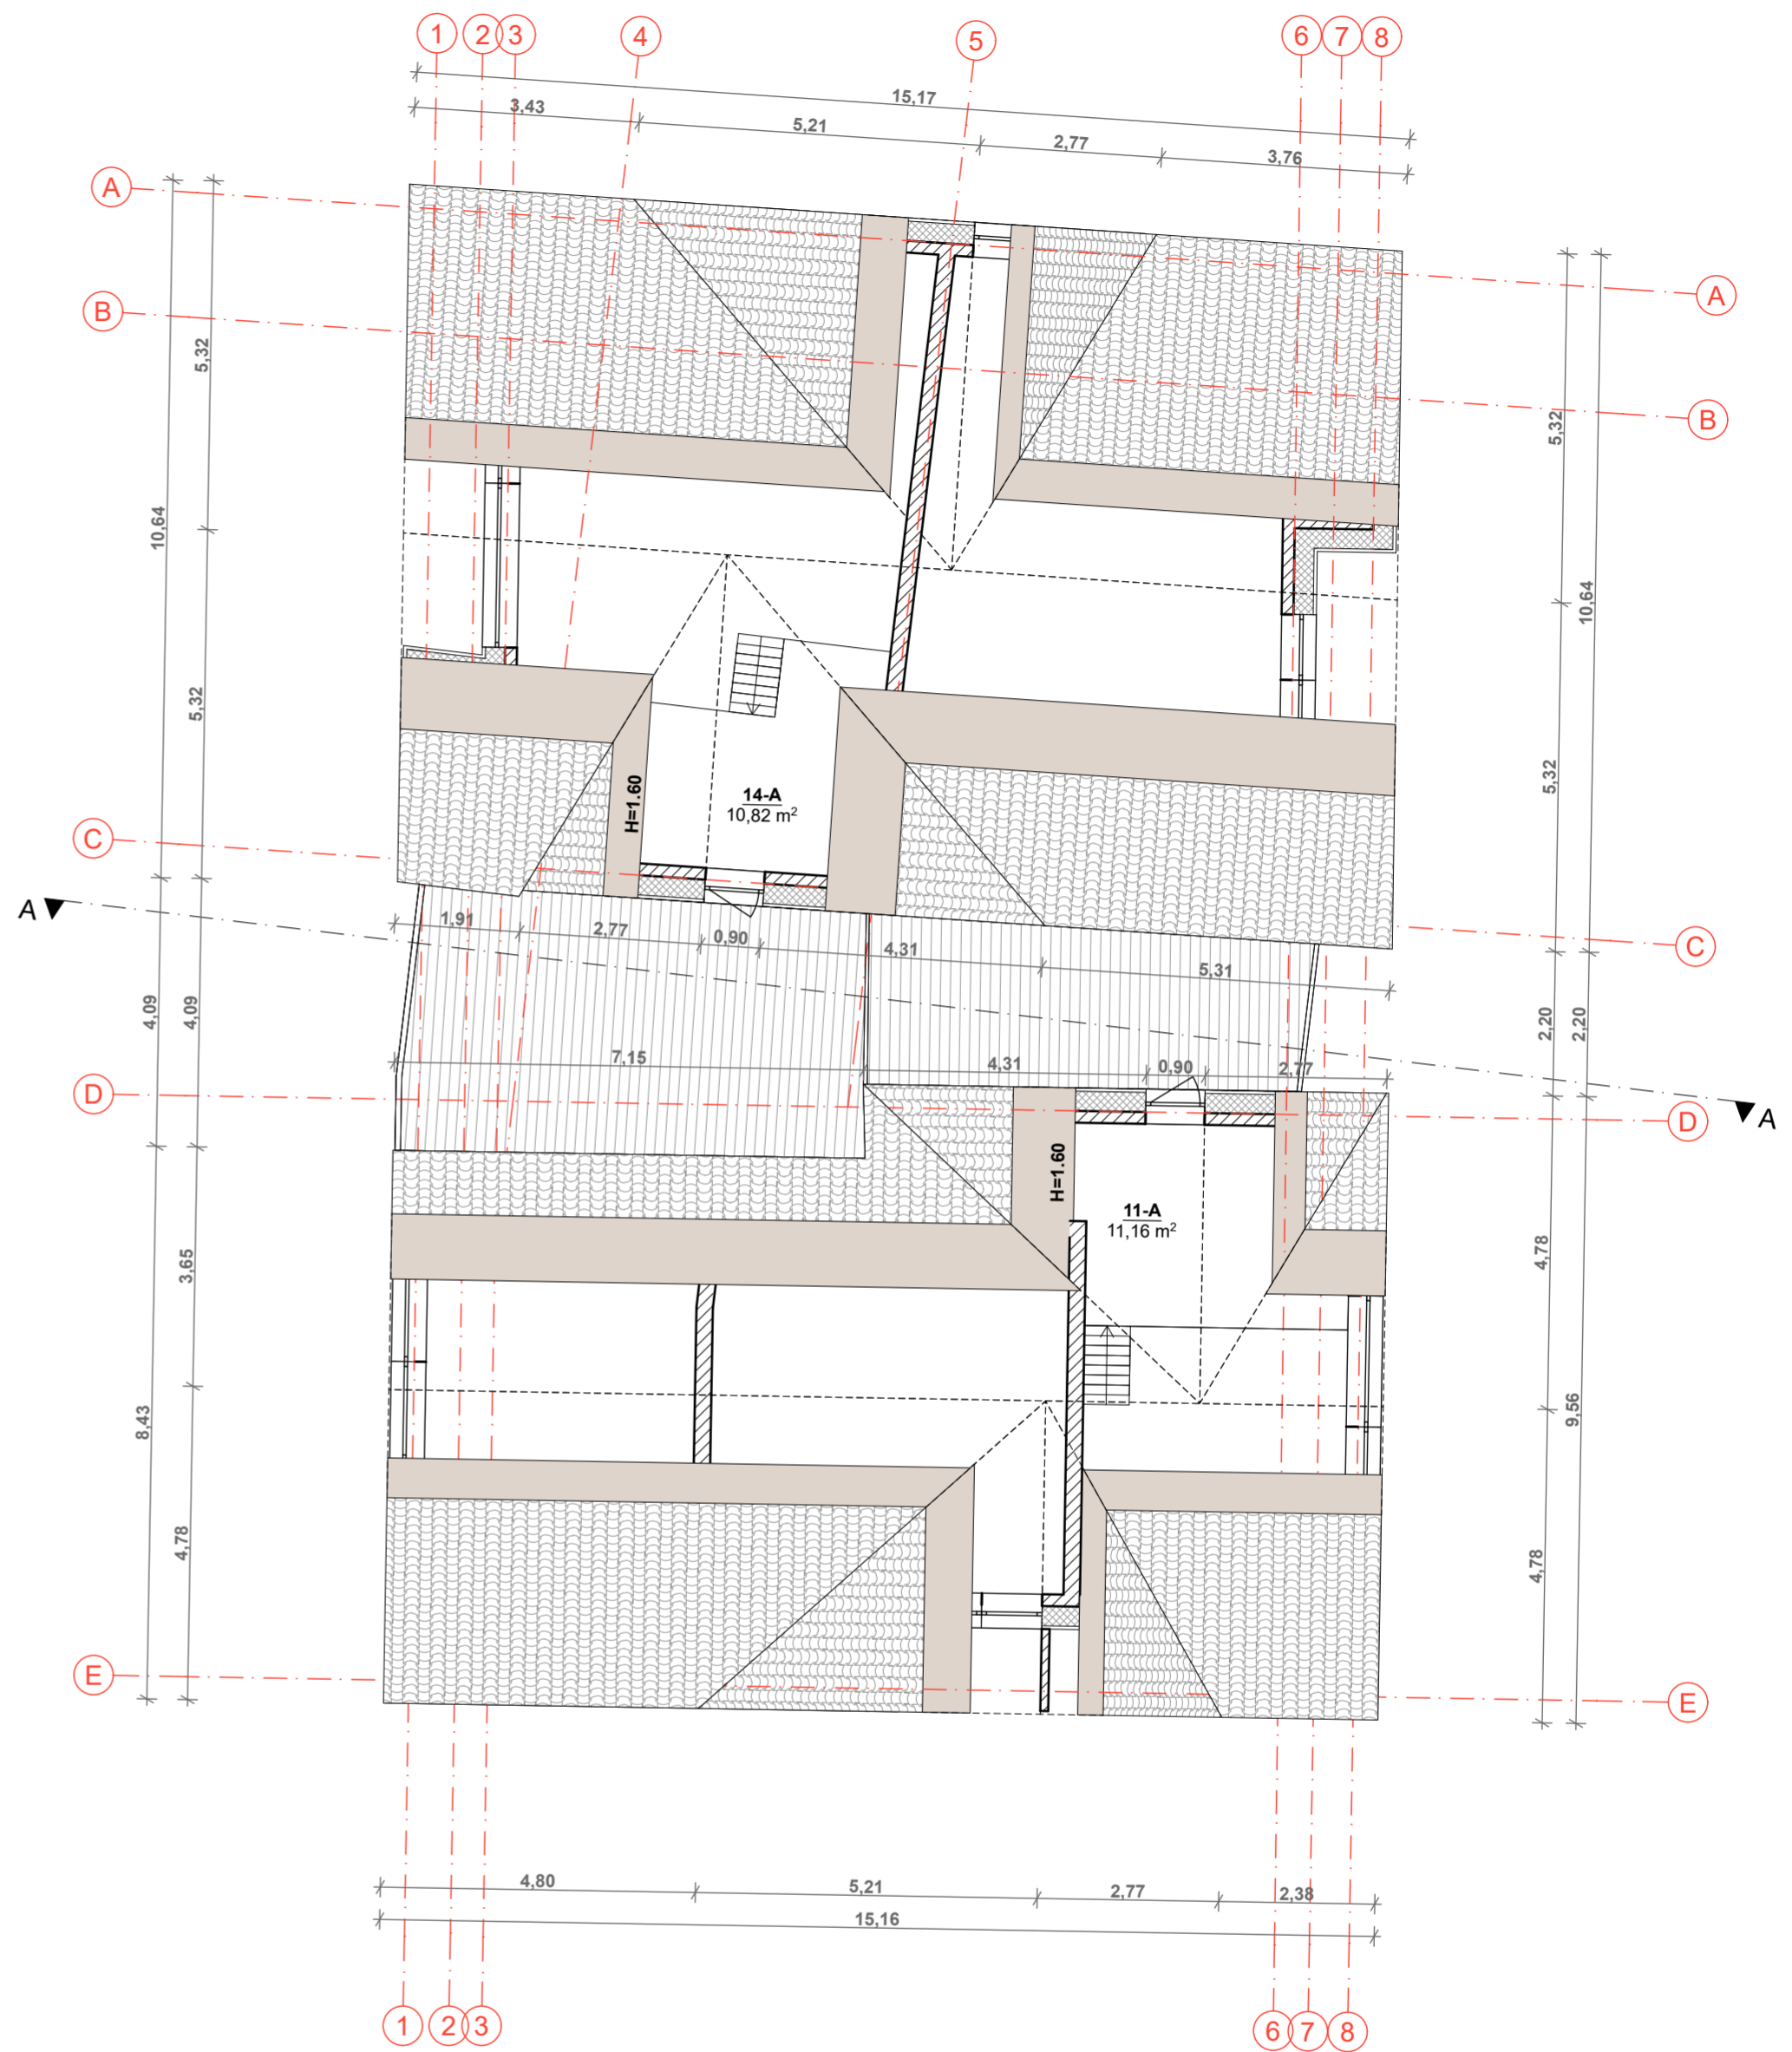 1 2 3 4 5 6 7 8
15,17
3,43 5,21 2,77 3,76
A A
B B
5,32 5,32
10,64 10,64
5,32 5,32
14-A
10,82 m²
H=1.60
C C
A A
1,91 2,77 0,90 4,31 5,31
4,09 4,09 2,20 2,20
7,15 4,31 0,90 2,77
D D
H=1.60
11-A
11,16 m²
3,65 4,78
8,43 9,56
4,78 4,78
E E
4,80 5,21 2,77 2,38
15,16
1 2 3 6 7 8